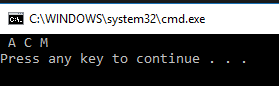 C:\WINDOWS\system32\cmd.exe
A C M
Press any key to continue . . .